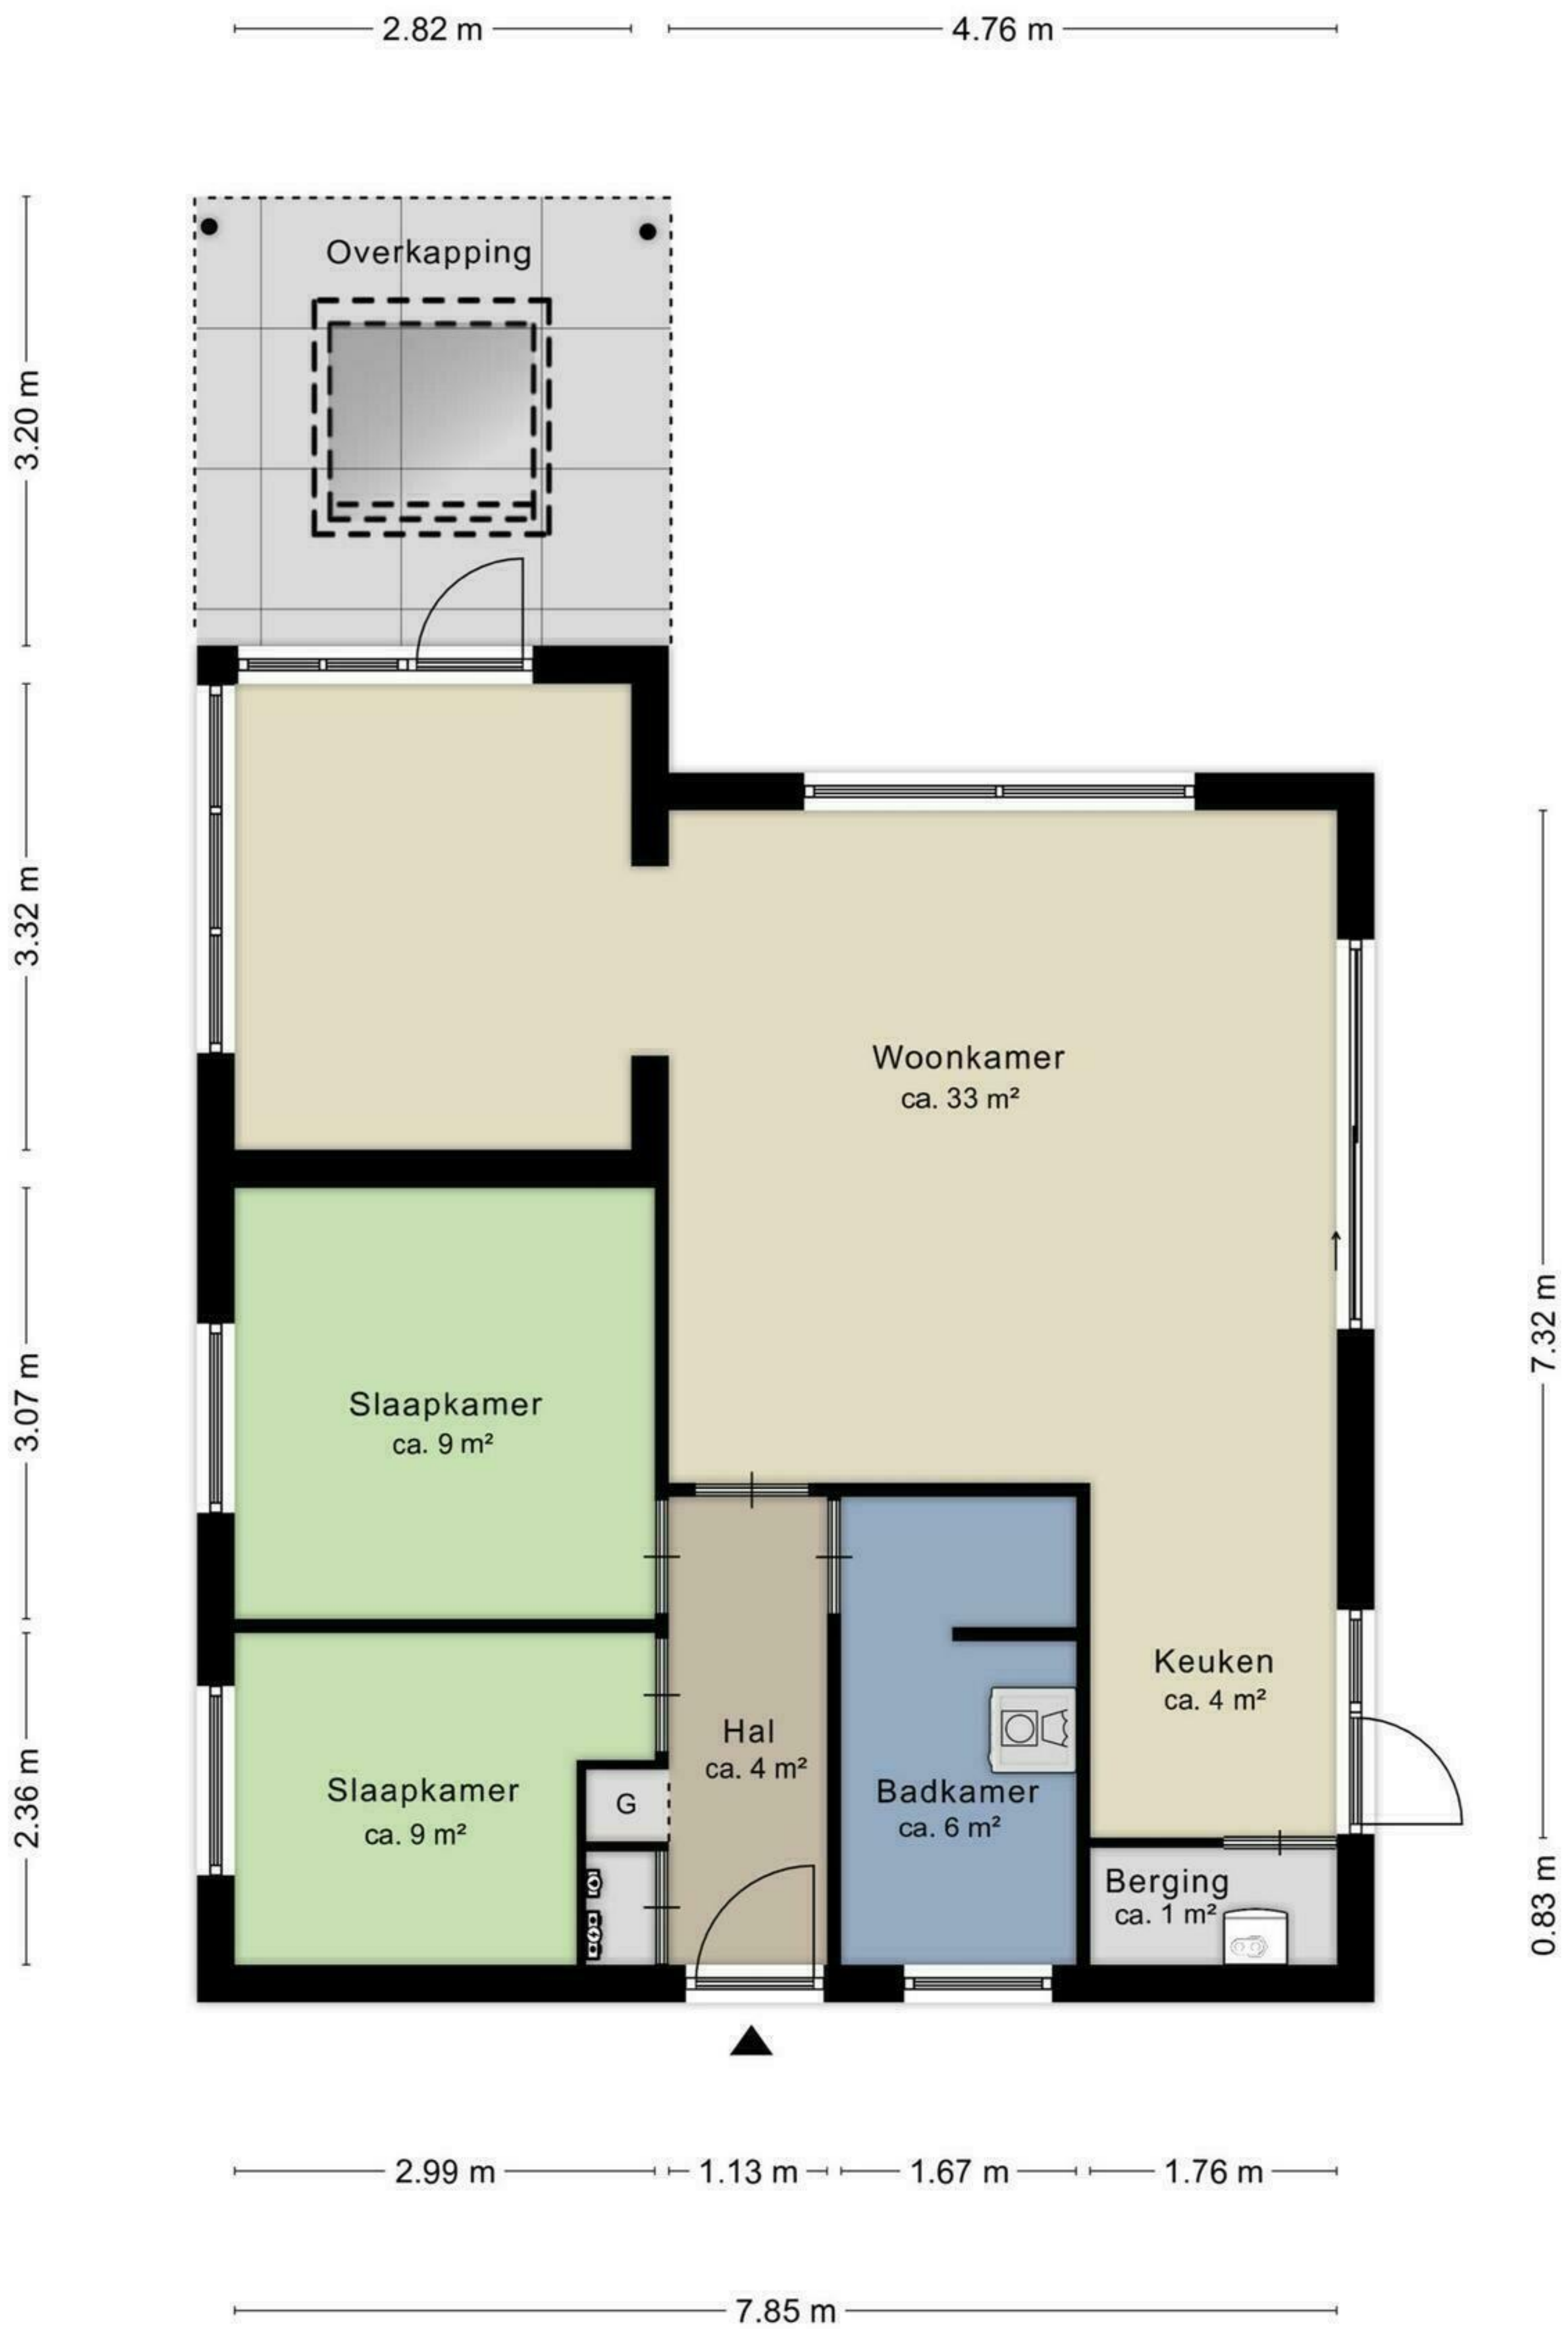 2.82 m
4.76 m
Overkapping
3.20 m
3.32 m
Woonkamer
ca. 33 m²
7.32 m
Slaapkamer
ca. 9 m²
3.07 m
Keuken
ca. 4 m²
Hal
ca. 4 m²
Slaapkamer
ca. 9 m²
G
Badkamer
ca. 6 m²
2.36 m
Berging
ca. 1 m²
0.83 m
2.99 m
1.13 m
1.67 m
1.76 m
7.85 m